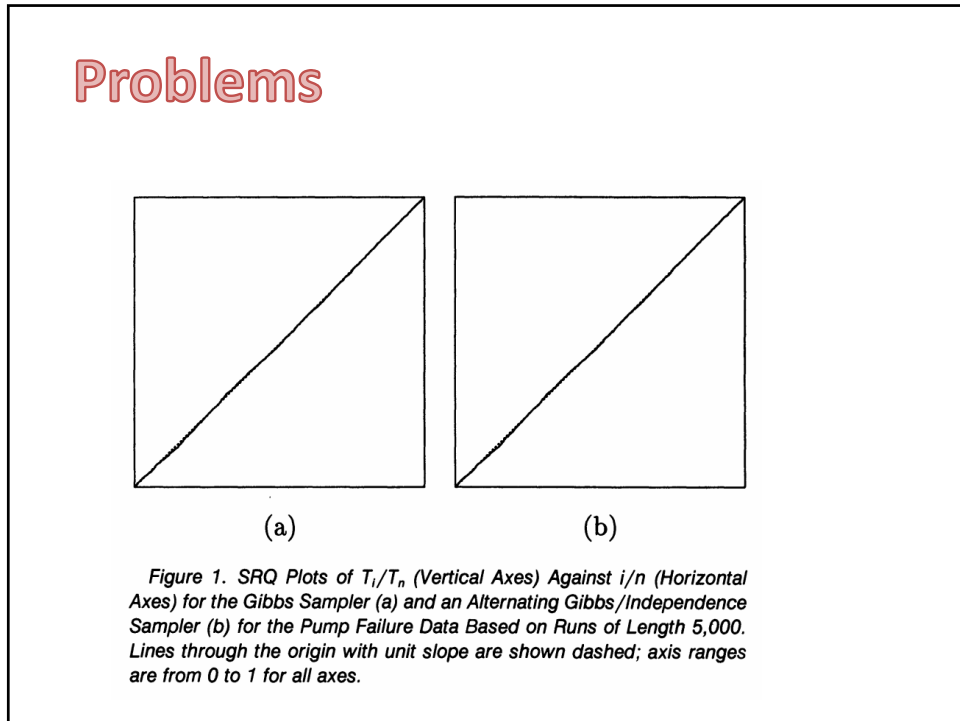 Problems
(a) (b)
Figure 1. SRQ Plots of Tᵢ/Tₙ (Vertical Axes) Against i/n (Horizontal
Axes) for the Gibbs Sampler (a) and an Alternating Gibbs/Independence
Sampler (b) for the Pump Failure Data Based on Runs of Length 5,000.
Lines through the origin with unit slope are shown dashed; axis ranges
are from 0 to 1 for all axes.